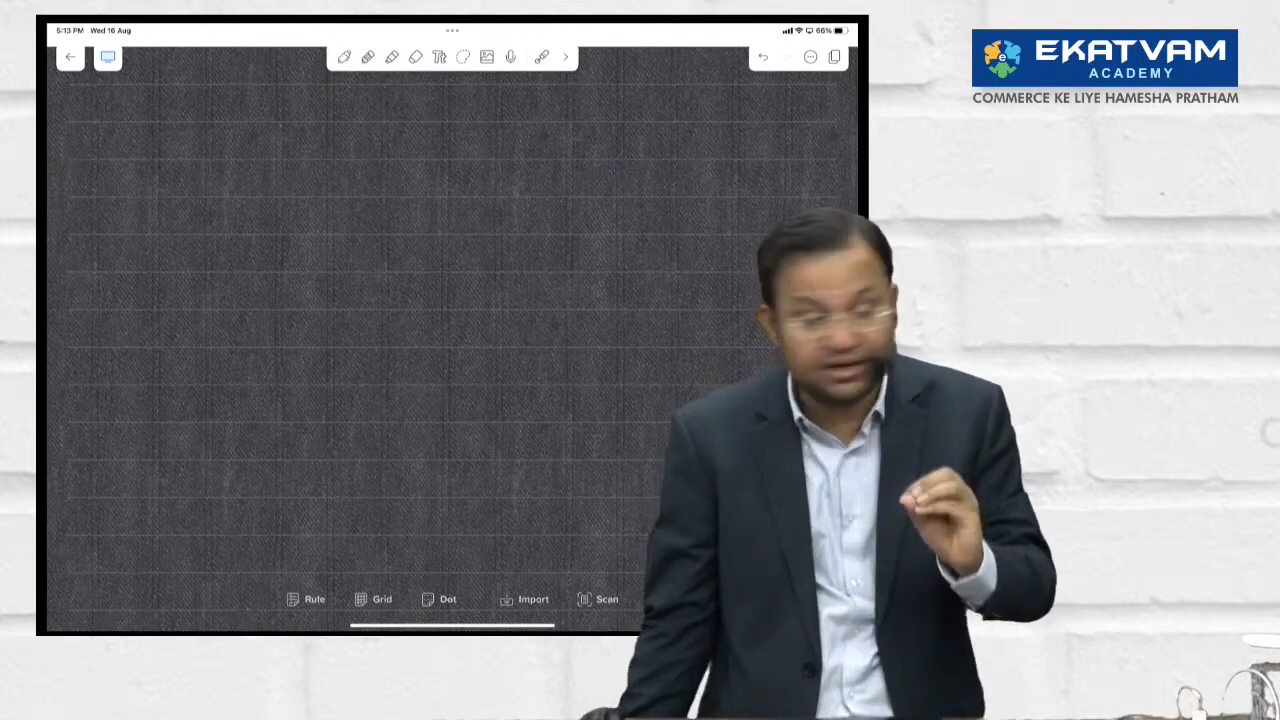 5:13 PM Wed 16 Aug
66%
EKATVAM
ACADEMY
COMMERCE KE LIYE HAMESHA PRATHAM
Rule Grid Dot Import Scan